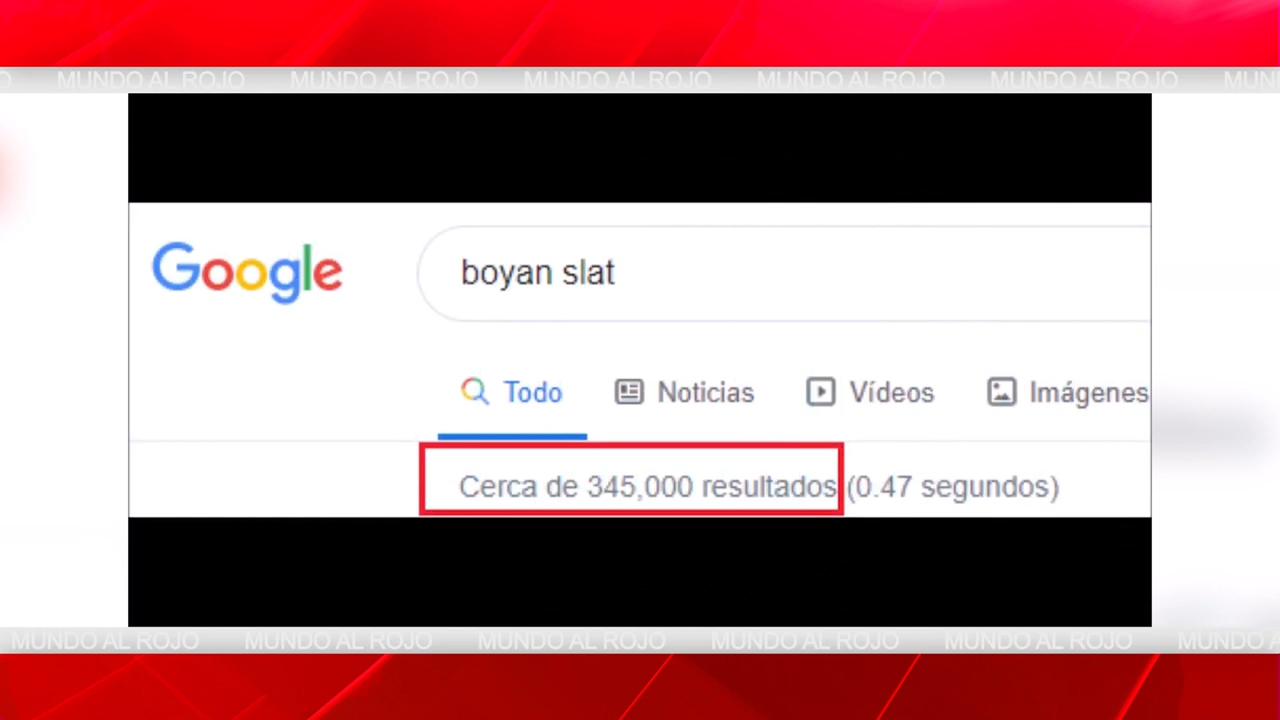 MUNDO AL ROJO MUNDO AL ROJO MUNDO AL ROJO MUNDO AL ROJO MUNDO AL ROJO MUN
Google
boyan slat
Todo Noticias Vídeos Imágenes
Cerca de 345,000 resultados (0.47 segundos)
MUNDO AL ROJO MUNDO AL ROJO MUNDO AL ROJO MUNDO AL ROJO MUNDO AL ROJO MUNDO A